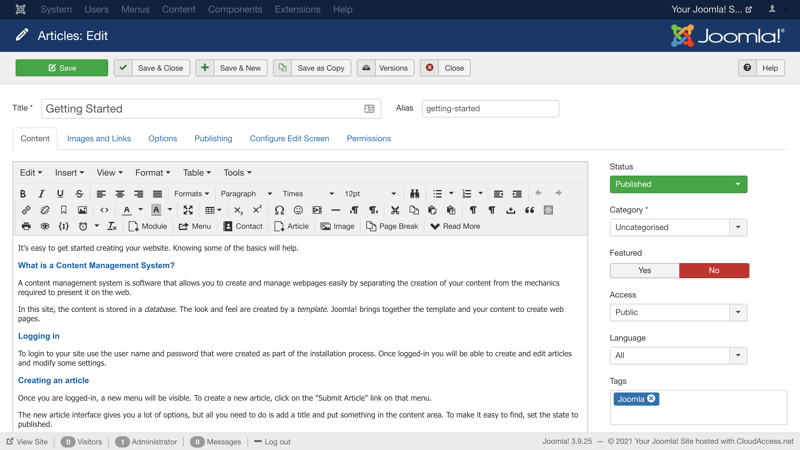 System Users Menus Content Components Extensions Help Your Joomla! S...
Articles: Edit Joomla!®
Save Save & Close Save & New Save as Copy Versions Close Help
Title * Getting Started Alias getting-started
Content Images and Links Options Publishing Configure Edit Screen Permissions
Edit Insert View Format Table Tools
Formats Paragraph Times 12pt
Module Menu Contact Article Image Page Break Read More
It's easy to get started creating your website. Knowing some of the basics will help.
What is a Content Management System?
A content management system is software that allows you to create and manage webpages easily by separating the creation of your content from the mechanics
required to present it on the web.
In this site, the content is stored in a database. The look and feel are created by a template. Joomla! brings together the template and your content to create web
pages.
Logging in
To login to your site use the user name and password that were created as part of the installation process. Once logged-in you will be able to create and edit articles
and modify some settings.
Creating an article
Once you are logged-in, a new menu will be visible. To create a new article, click on the "Submit Article" link on that menu.
The new article interface gives you a lot of options, but all you need to do is add a title and put something in the content area. To make it easy to find, set the state to
published.
Status
Published
Category *
Uncategorised
Featured
Yes No
Access
Public
Language
All
Tags
Joomla
View Site 0 Visitors 1 Administrator 0 Messages Log out Joomla! 3.9.25 — © 2021 Your Joomla! Site hosted with CloudAccess.net